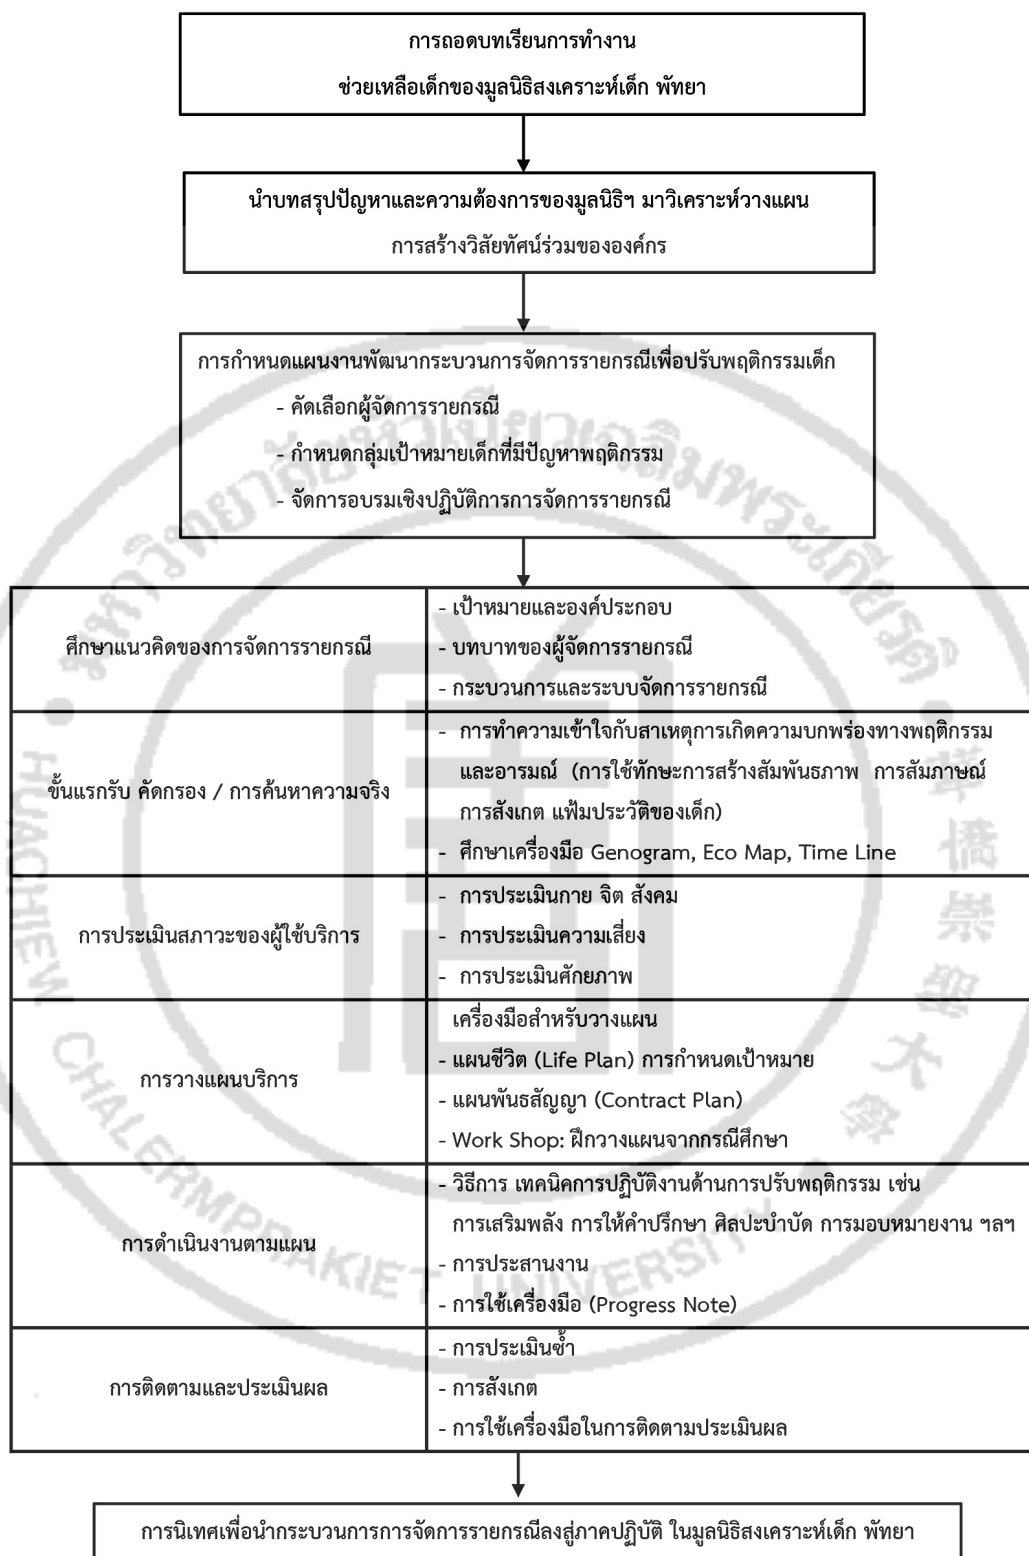 การถอดบทเรียนการทำงาน
ช่วยเหลือเด็กของมูลนิธิสงเคราะห์เด็ก พัทยา
นำบทสรุปปัญหาและความต้องการของมูลนิธิฯ มาวิเคราะห์วางแผน
การสร้างวิสัยทัศน์ร่วมขององค์กร
การกำหนดแผนงานพัฒนากระบวนการจัดการรายกรณีเพื่อปรับพฤติกรรมเด็ก
- คัดเลือกผู้จัดการรายกรณี
- กำหนดกลุ่มเป้าหมายเด็กที่มีปัญหาพฤติกรรม
- จัดการอบรมเชิงปฏิบัติการการจัดการรายกรณี
ศึกษาแนวคิดของการจัดการรายกรณี
- เป้าหมายและองค์ประกอบ
- บทบาทของผู้จัดการรายกรณี
- กระบวนการและระบบจัดการรายกรณี
ขั้นแรกรับ คัดกรอง / การค้นหาความจริง
- การทำความเข้าใจกับสาเหตุการเกิดความบกพร่องทางพฤติกรรม
และอารมณ์ (การใช้ทักษะการสร้างสัมพันธภาพ การสัมภาษณ์
การสังเกต แฟ้มประวัติของเด็ก)
- ศึกษาเครื่องมือ Genogram, Eco Map, Time Line
การประเมินสภาวะของผู้ใช้บริการ
- การประเมินกาย จิต สังคม
- การประเมินความเสี่ยง
- การประเมินศักยภาพ
การวางแผนบริการ
เครื่องมือสำหรับวางแผน
- แผนชีวิต (Life Plan) การกำหนดเป้าหมาย
- แผนพันธสัญญา (Contract Plan)
- Work Shop: ฝึกวางแผนจากกรณีศึกษา
การดำเนินงานตามแผน
- วิธีการ เทคนิคการปฏิบัติงานด้านการปรับพฤติกรรม เช่น
การเสริมพลัง การให้คำปรึกษา ศิลปะบำบัด การมอบหมายงาน ฯลฯ
- การประสานงาน
- การใช้เครื่องมือ (Progress Note)
การติดตามและประเมินผล
- การประเมินซ้ำ
- การสังเกต
- การใช้เครื่องมือในการติดตามประเมินผล
การนิเทศเพื่อนำกระบวนการการจัดการรายกรณีลงสู่ภาคปฏิบัติ ในมูลนิธิสงเคราะห์เด็ก พัทยา
มหาวิทยาลัยหัวเฉียวเฉลิมพระเกียรติ
HUACHIEW CHALERMPRAKIET UNIVERSITY
華僑崇聖大學